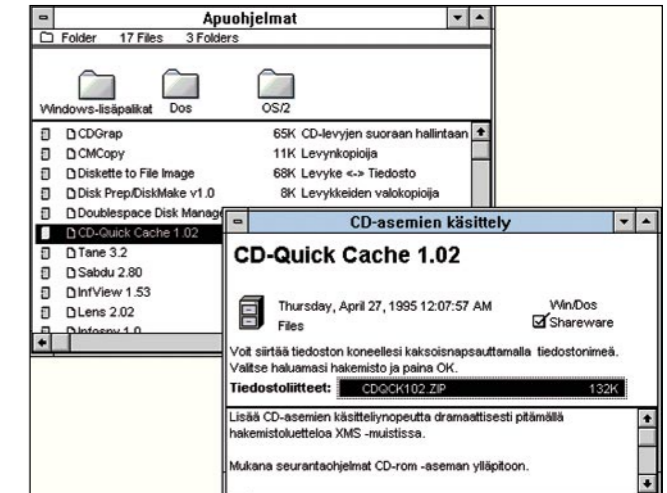 Apuohjelmat
Folder 17 Files 3 Folders
Windows-lisäpalikat Dos OS/2
CDGrap 65K CD-levyjen suoraan hallintaan
CMCopy 11K Levynkopioija
Diskette to File Image 68K Levyke <-> Tiedosto
Disk Prep/DiskMake v1.0 8K Levykkeiden valokopioija
Doublespace Disk Manage
CD-Quick Cache 1.02
Tane 3.2
Sabdu 2.80
InfView 1.53
Lens 2.02
Infospy 1.0
CD-asemien käsittely
CD-Quick Cache 1.02
Thursday, April 27, 1995 12:07:57 AM Win/Dos
Files Shareware
Voit siirtää tiedoston koneellesi kaksoisnapsauttamalla tiedostonimeä.
Valitse haluamasi hakemisto ja paina OK.
Tiedostoliitteet: CDQCK102.ZIP 132K
Lisää CD-asemien käsittelynopeutta dramaattisesti pitämällä
hakemistoluetteloa XMS -muistissa.
Mukana seurantaohjelmat CD-rom -aseman ylläpitoon.